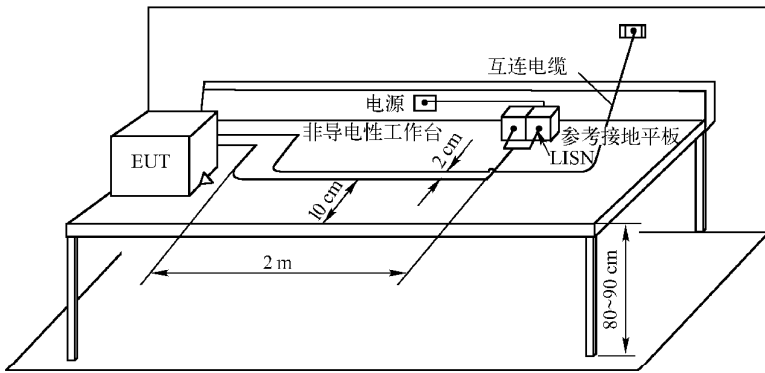 互连电缆
电源
非导电性工作台
参考接地平板
LISN
EUT
2 cm
10 cm
2 m
80~90 cm